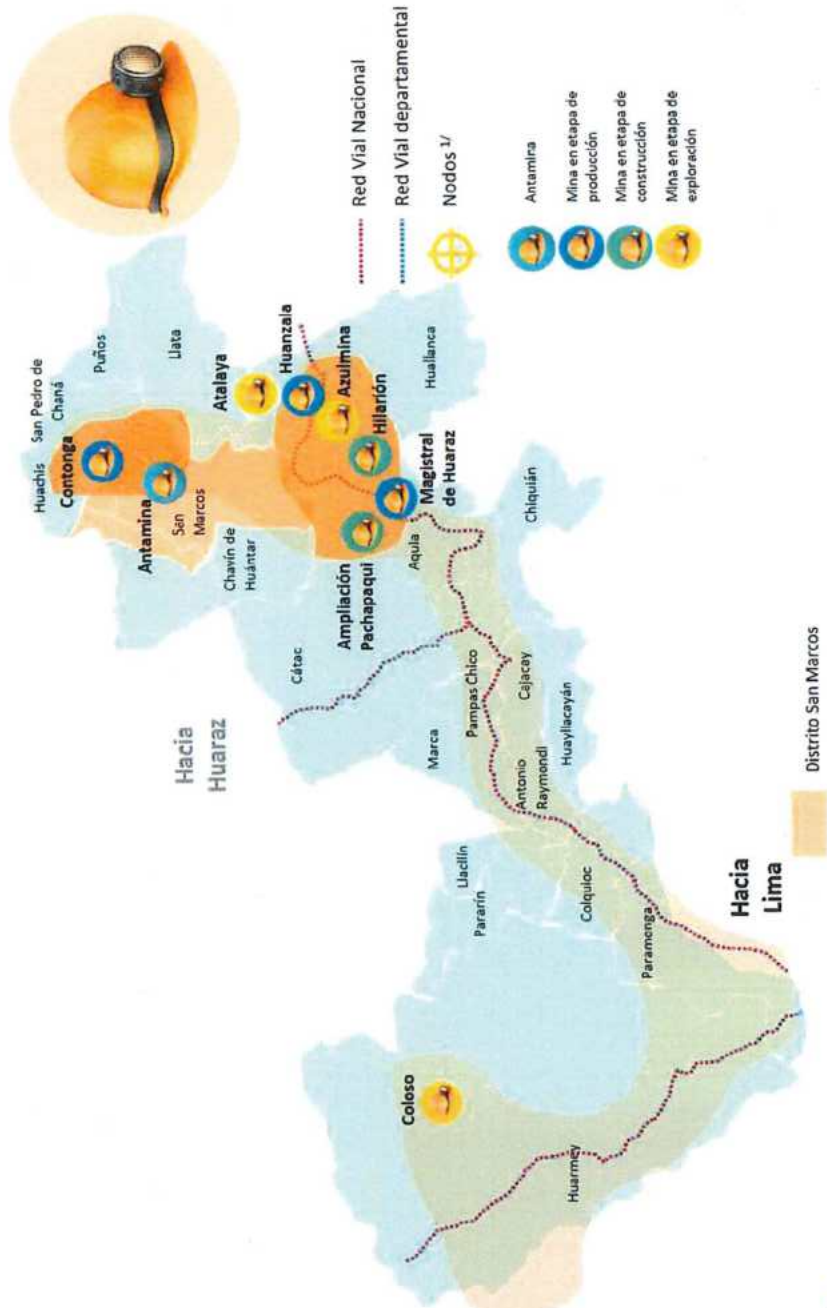 Huachis
San Pedro de
Chaná
Puños
Llata
Contonga
Antamina
San
Marcos
Chavín de
Huántar
Atalaya
Huanzala
Azulmina
Hilarión
Huallanca
Magistral
de Huaraz
Ampliación
Pachapaqui
Aquia
Chiquián
Cátac
Hacia
Huaraz
Marca
Pampas Chico
Cajacay
Antonio
Raymondi
Huayllacayán
Llacllín
Pararín
Colquioc
Paramonga
Hacia
Lima
Coloso
Huarmey
Red Vial Nacional
Red Vial departamental
Nodos 1/
Antamina
Mina en etapa de
producción
Mina en etapa de
construcción
Mina en etapa de
exploración
Distrito San Marcos